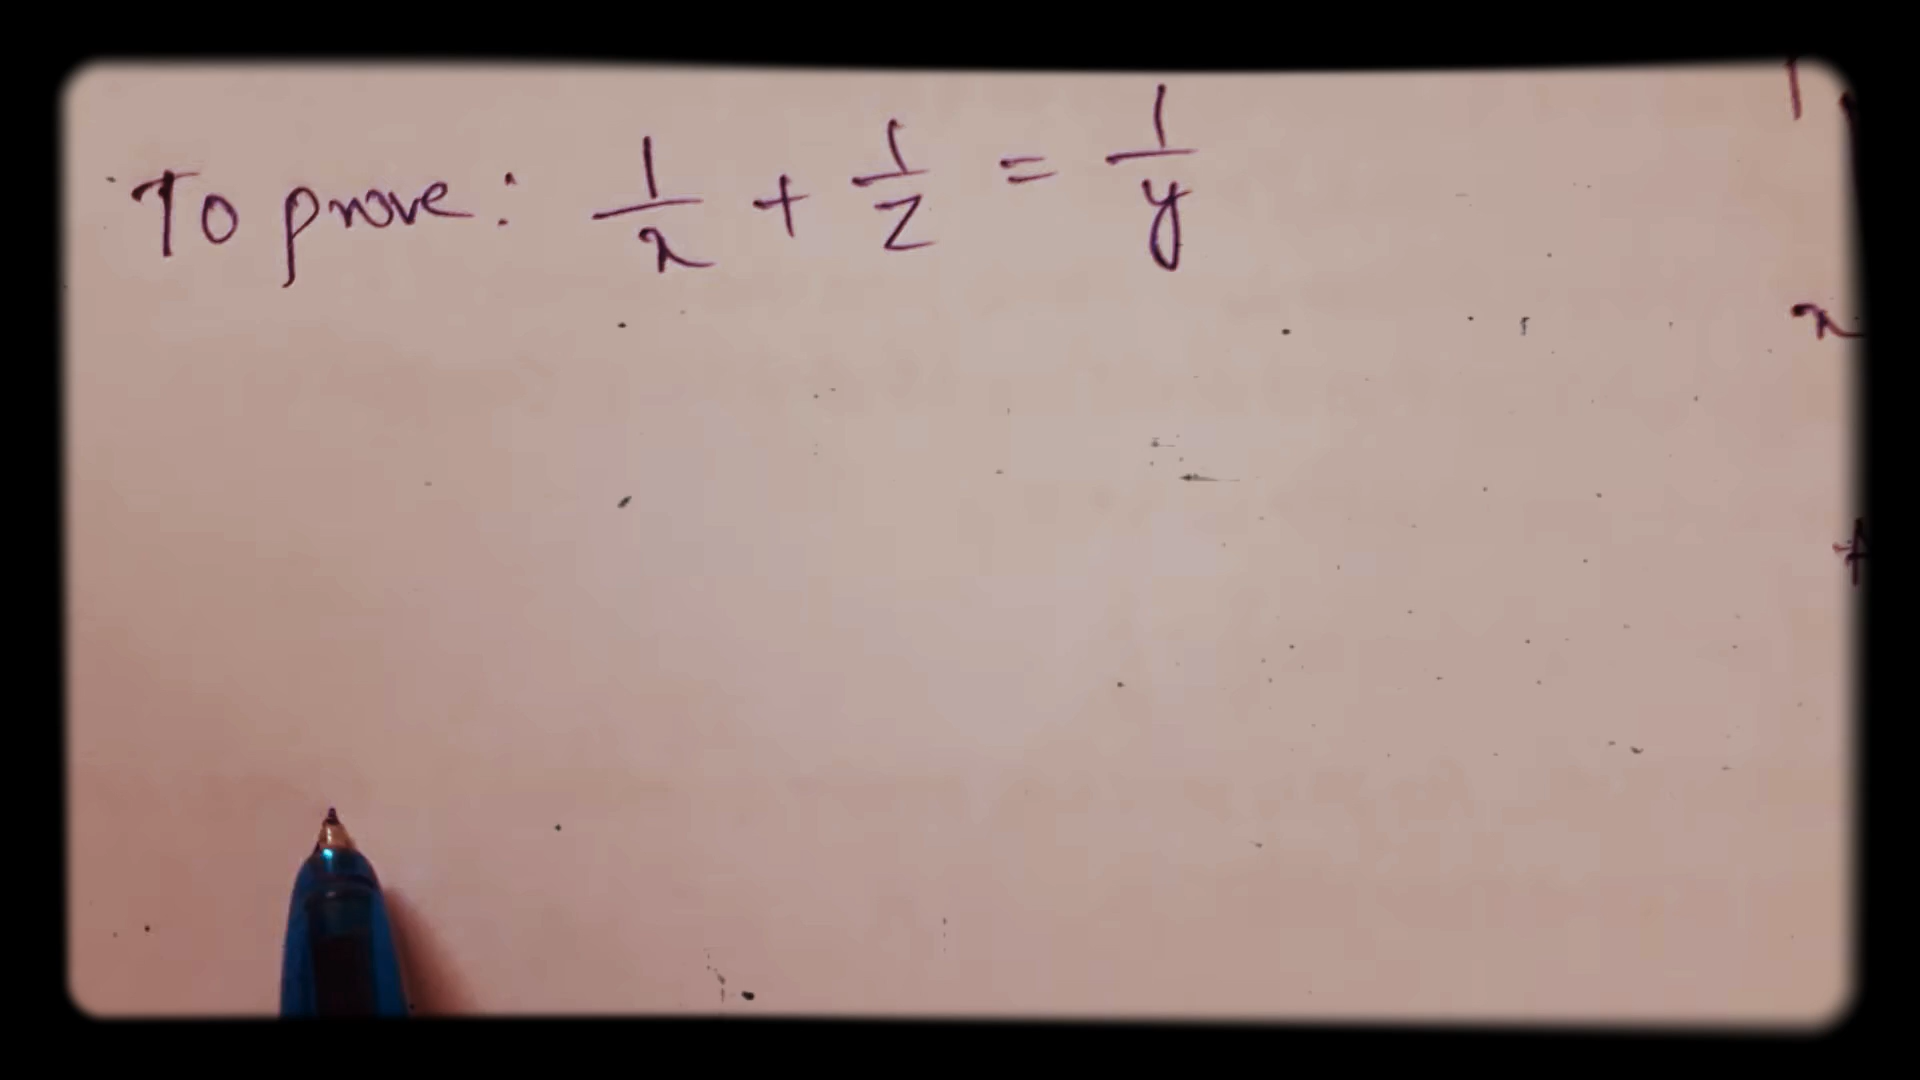 To prove: 1/x + 1/z = 1/y
x
+